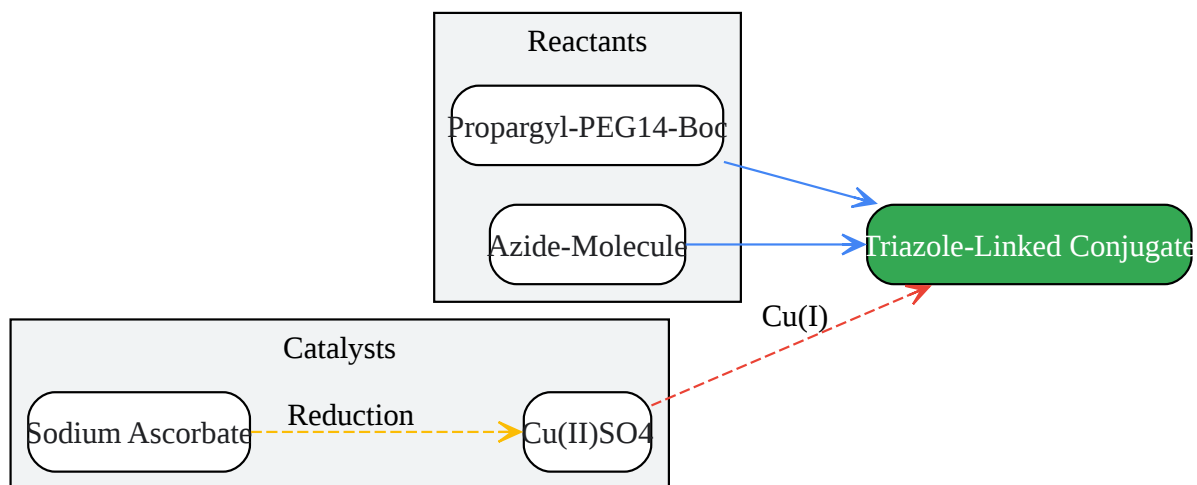 Reactants
Propargyl-PEG14-Boc
Azide-Molecule
Triazole-Linked Conjugate
Cu(I)
Catalysts
Sodium Ascorbate
Reduction
Cu(II)SO4